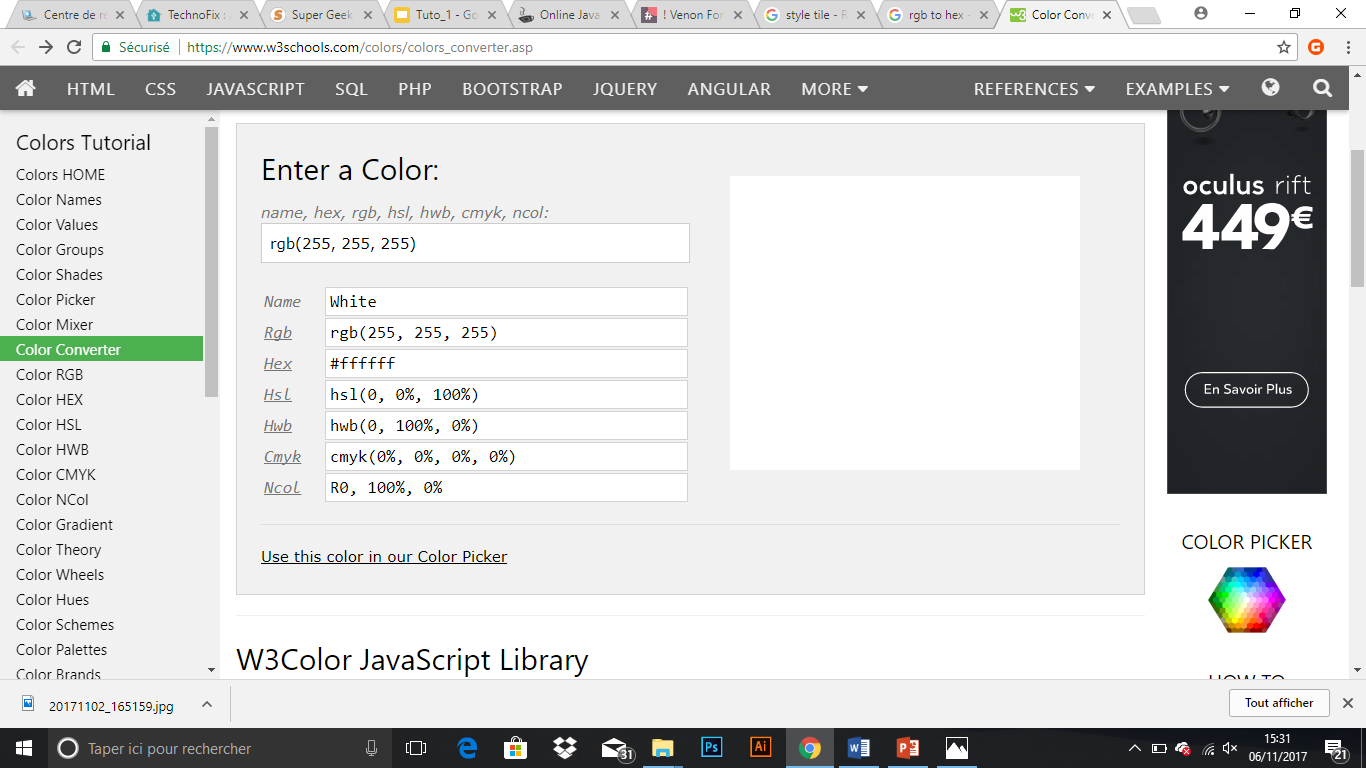 Centre de re
TechnoFix :
Super Geek
Tuto_1 - Go
Online Java
! Venon For
style tile - R
rgb to hex -
Color Conve
Sécurisé
https://www.w3schools.com/colors/colors_converter.asp
HTML CSS JAVASCRIPT SQL PHP BOOTSTRAP JQUERY ANGULAR MORE REFERENCES EXAMPLES
Colors Tutorial
Colors HOME
Color Names
Color Values
Color Groups
Color Shades
Color Picker
Color Mixer
Color Converter
Color RGB
Color HEX
Color HSL
Color HWB
Color CMYK
Color NCol
Color Gradient
Color Theory
Color Wheels
Color Hues
Color Schemes
Color Palettes
Color Brands
Enter a Color:
name, hex, rgb, hsl, hwb, cmyk, ncol:
rgb(255, 255, 255)
Name White
Rgb rgb(255, 255, 255)
Hex #ffffff
Hsl hsl(0, 0%, 100%)
Hwb hwb(0, 100%, 0%)
Cmyk cmyk(0%, 0%, 0%, 0%)
Ncol R0, 100%, 0%
Use this color in our Color Picker
W3Color JavaScript Library
oculus rift
449€
En Savoir Plus
COLOR PICKER
HOW TO
20171102_165159.jpg
Tout afficher
Taper ici pour rechercher
31
Ps
Ai
15:31
06/11/2017
21